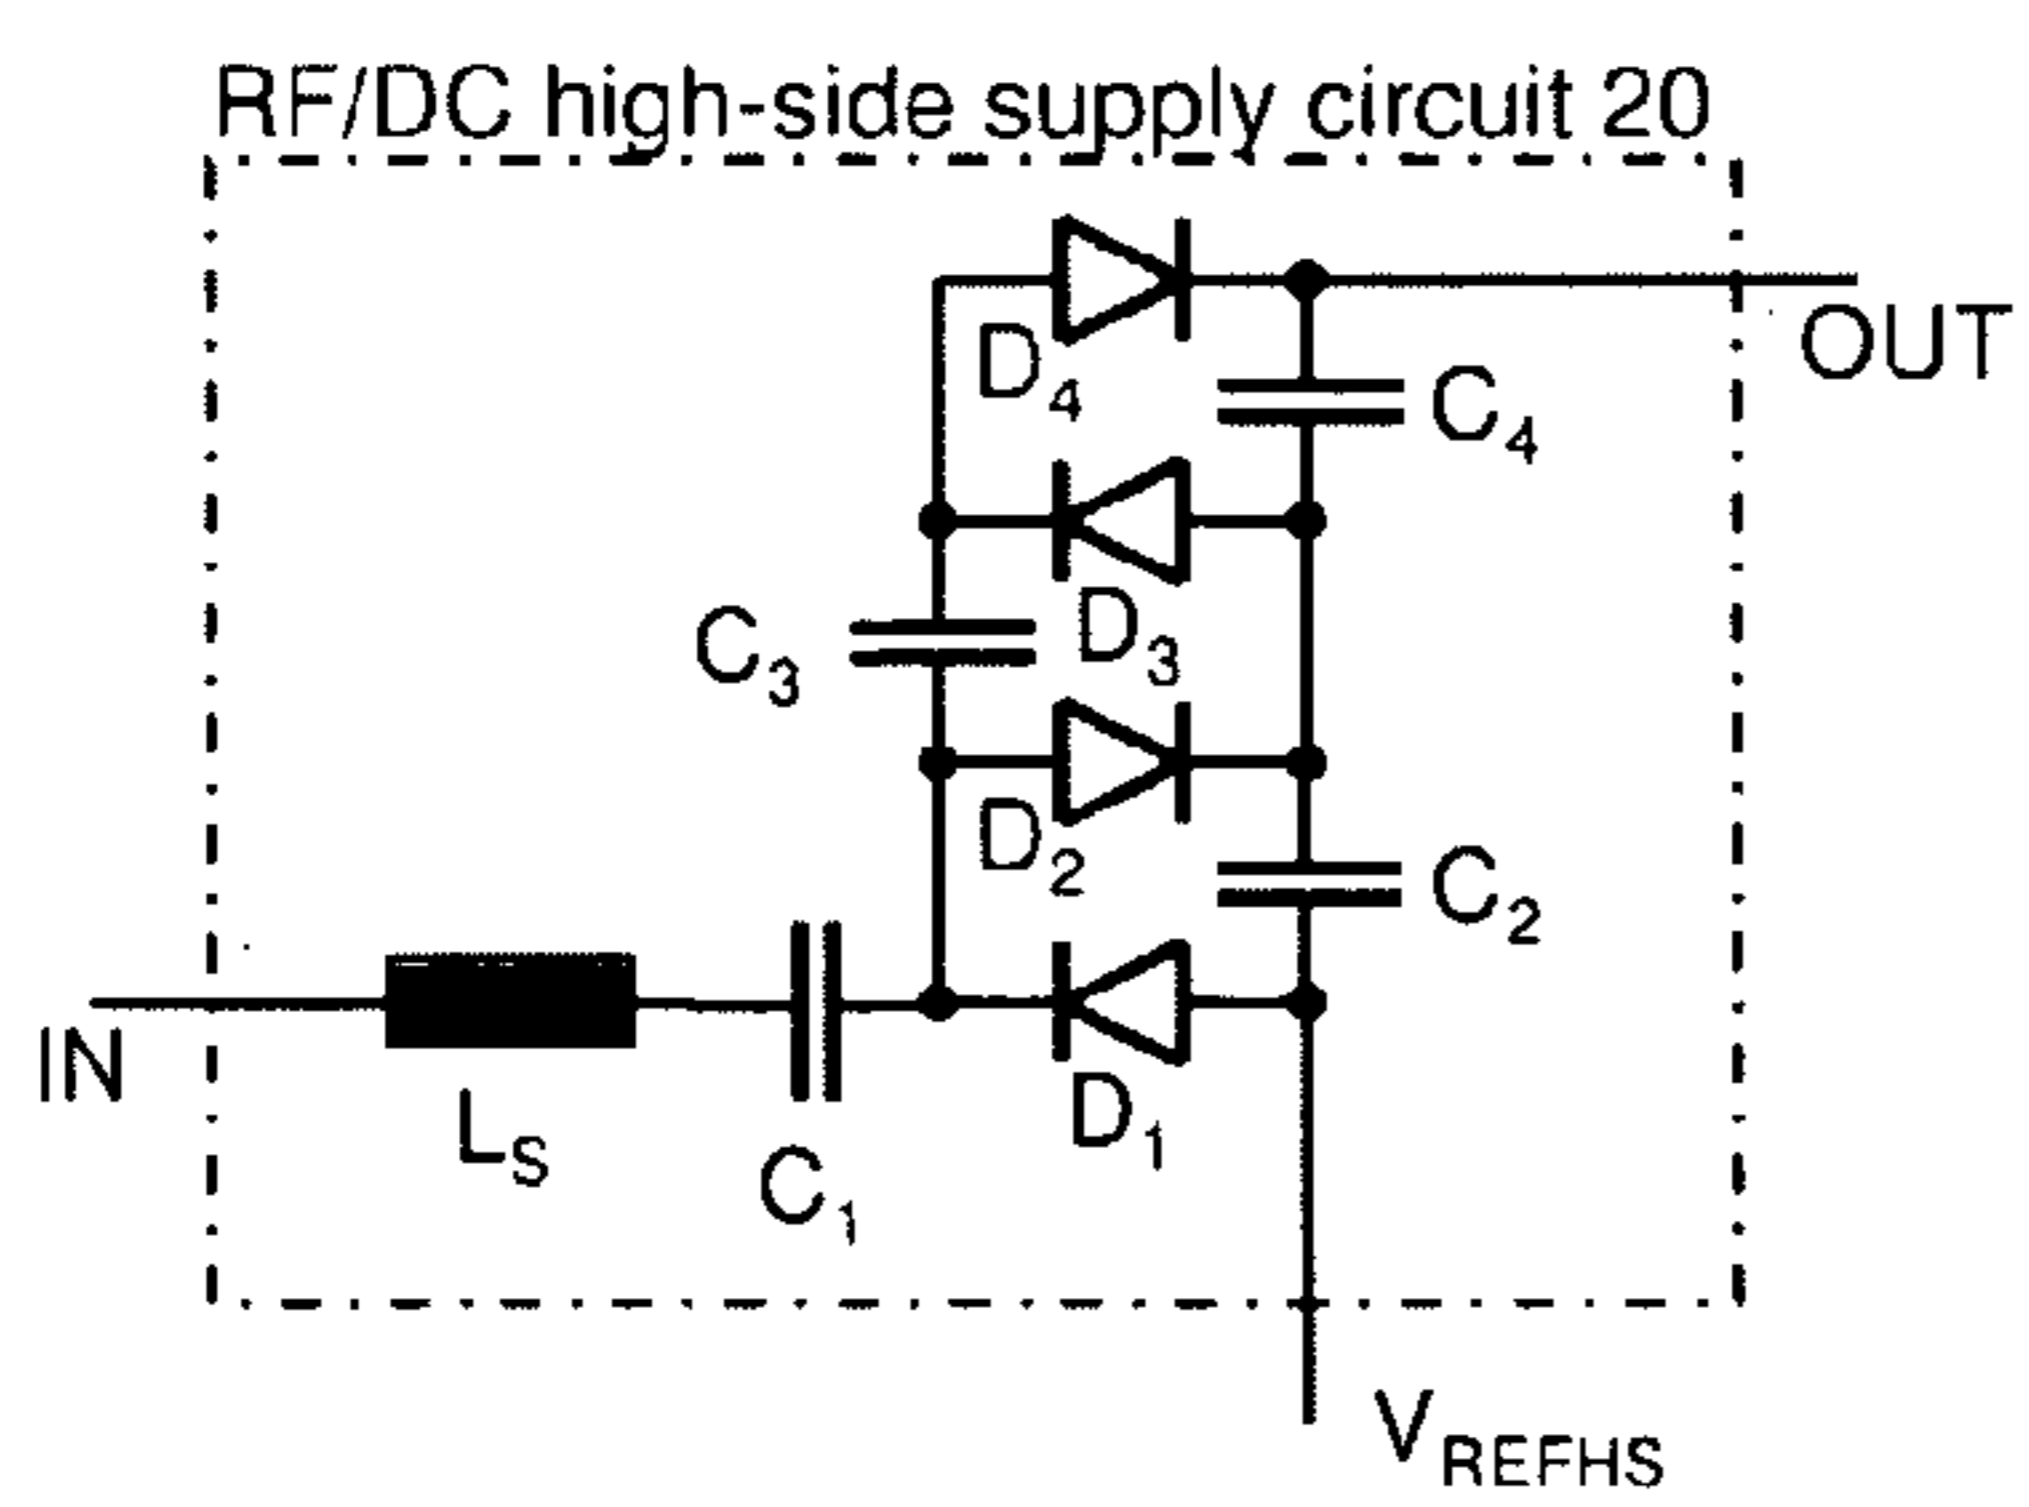 RF/DC high-side supply circuit 20
OUT
D4
C4
D3
C3
D2
C2
IN
LS
D1
C1
VREFHS